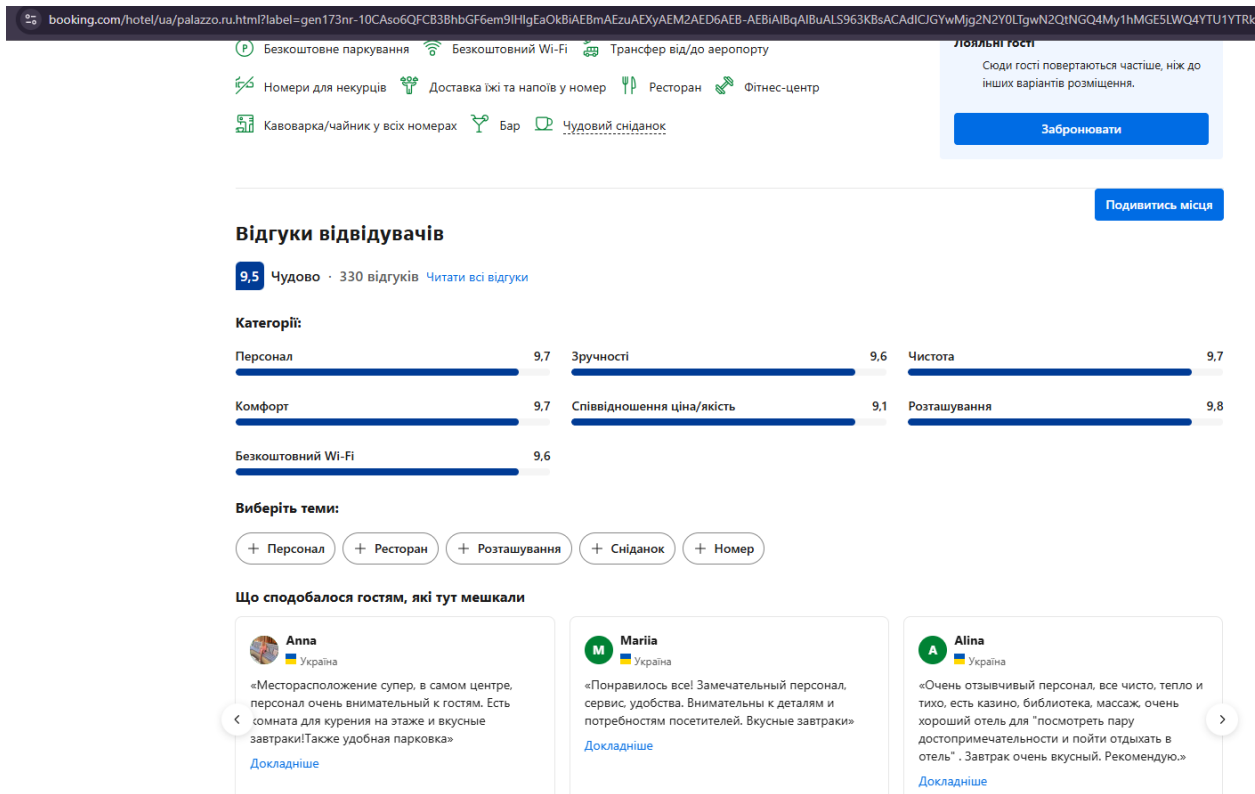 booking.com/hotel/ua/palazzo.ru.html?label=gen173nr-10CAso6QFCB3BhbGF6em9IHlgEaOkBiAEBmAEzuAEXyAEM2AED6AEB-AEBiAIBqAIBuALS963KBsACAdICJGYwMjg2N2Y0LTgwN2QtNGQ4My1hMGE5LWQ4YTU1YTRk
Безкоштовне паркування Безкоштовний Wi-Fi Трансфер від/до аеропорту
Номери для некурців Доставка їжі та напоїв у номер Ресторан Фітнес-центр
Кавоварка/чайник у всіх номерах Бар Чудовий сніданок
Лояльні гості
Сюди гості повертаються частіше, ніж до
інших варіантів розміщення.
Забронювати
Подивитись місця
Відгуки відвідувачів
9,5 Чудово · 330 відгуків Читати всі відгуки
Категорії:
Персонал 9,7 Зручності 9,6 Чистота 9,7
Комфорт 9,7 Співвідношення ціна/якість 9,1 Розташування 9,8
Безкоштовний Wi-Fi 9,6
Виберіть теми:
+ Персонал + Ресторан + Розташування + Сніданок + Номер
Що сподобалося гостям, які тут мешкали
Anna
Україна
«Месторасположение супер, в самом центре,
персонал очень внимательный к гостям. Есть
комната для курения на этаже и вкусные
завтраки!Также удобная парковка»
Докладніше
M
Mariia
Україна
«Понравилось все! Замечательный персонал,
сервис, удобства. Внимательны к деталям и
потребностям посетителей. Вкусные завтраки»
Докладніше
A
Alina
Україна
«Очень отзывчивый персонал, все чисто, тепло и
тихо, есть казино, библиотека, массаж, очень
хороший отель для "посмотреть пару
достопримечательности и пойти отдыхать в
отель" . Завтрак очень вкусный. Рекомендую.»
Докладніше